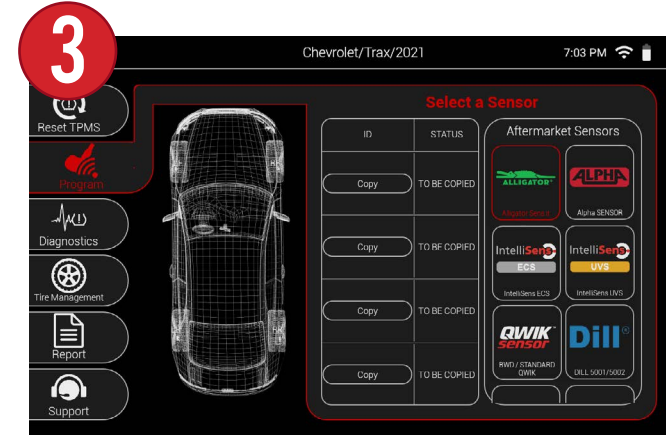 3
Chevrolet/Trax/2021
7:03 PM
Reset TPMS
Program
Diagnostics
Tire Management
Report
Support
Select a Sensor
ID
STATUS
Copy
TO BE COPIED
Copy
TO BE COPIED
Copy
TO BE COPIED
Copy
TO BE COPIED
Aftermarket Sensors
ALLIGATOR®
Alligator Sens.it
ALPHA
Alpha SENSOR
IntelliSens
ECS
IntelliSens ECS
IntelliSens
UVS
IntelliSens UVS
QWIK™
sensor
BWD / STANDARD
QWIK
Dill®
DILL 5001/5002